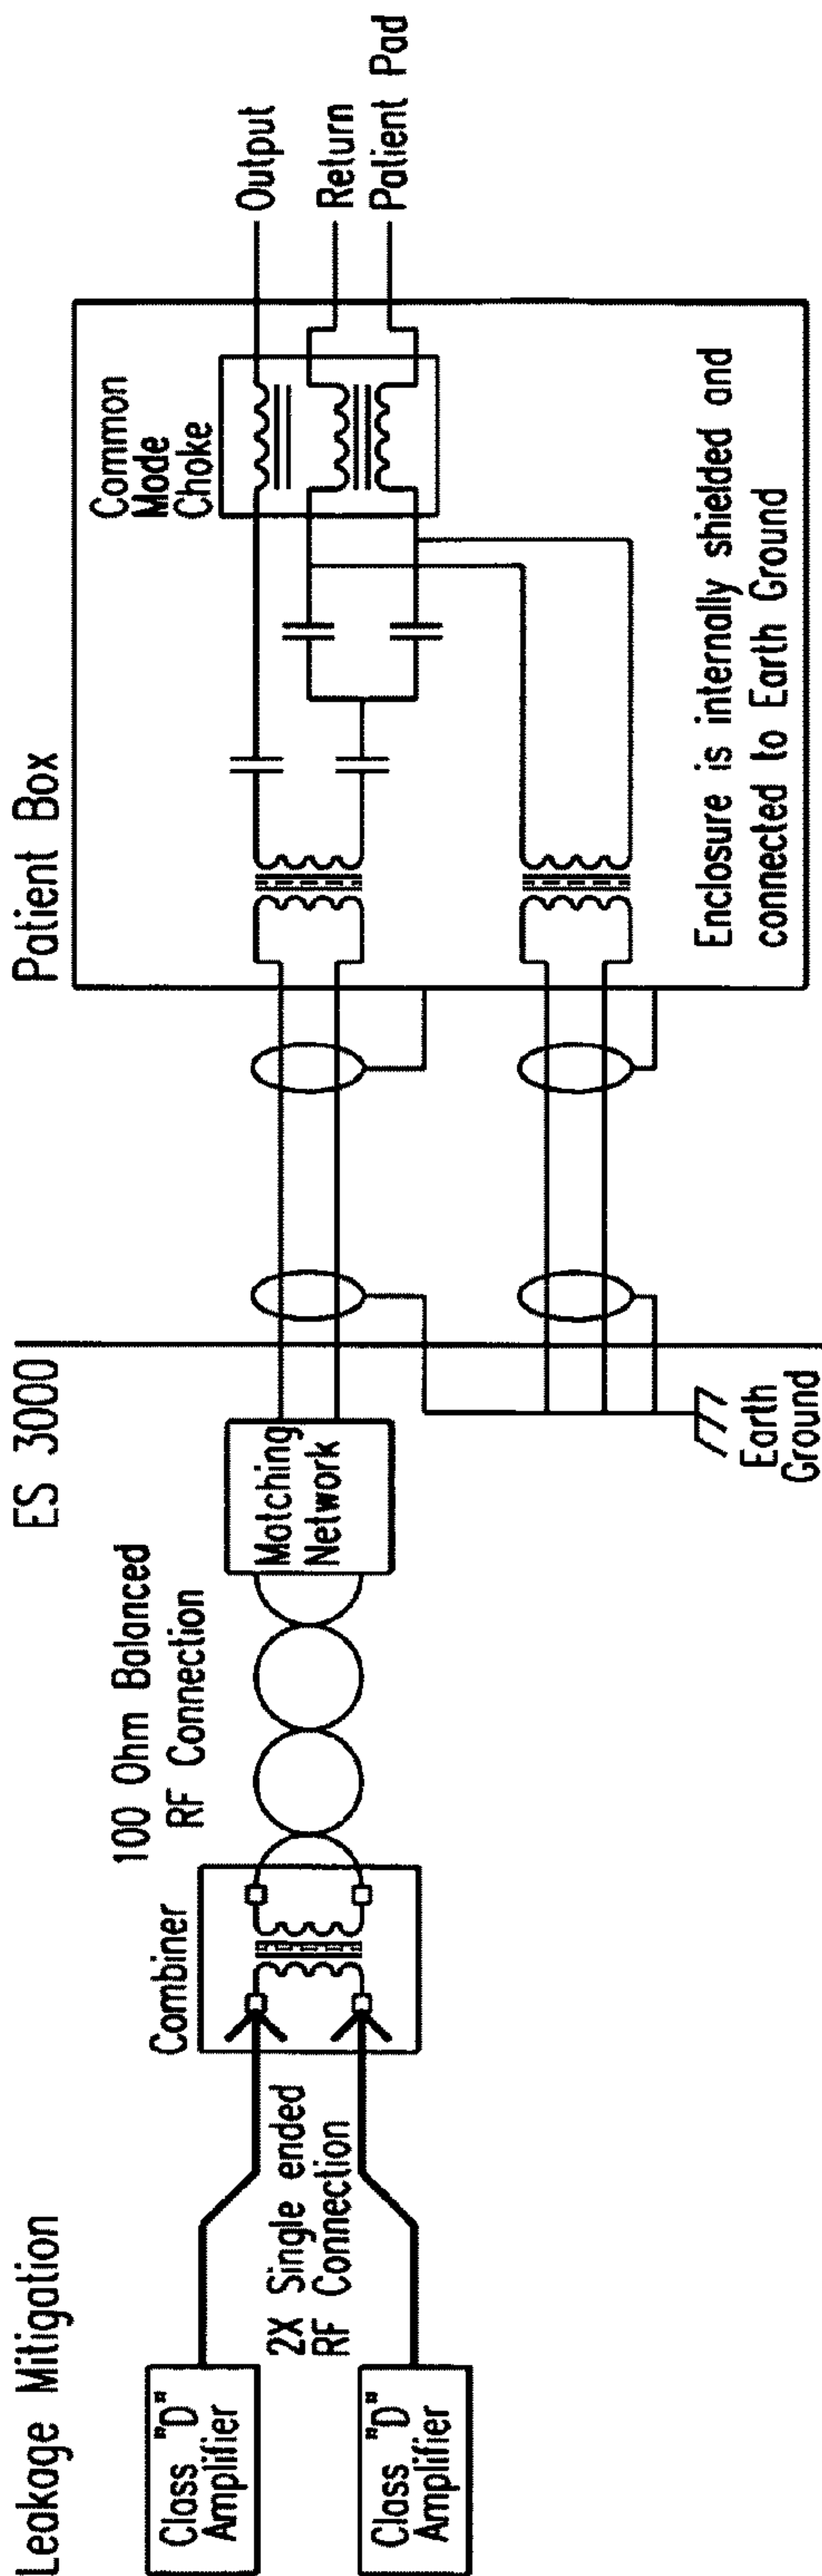 Leakage Mitigation
ES 3000
Patient Box
Class "D"
Amplifier
Class "D"
Amplifier
2X Single ended
RF Connection
Combiner
100 Ohm Balanced
RF Connection
Motching
Network
Earth
Ground
Common
Mode
Choke
Output
Return
Patient Pad
Enclosure is internally shielded and
connected to Earth Ground